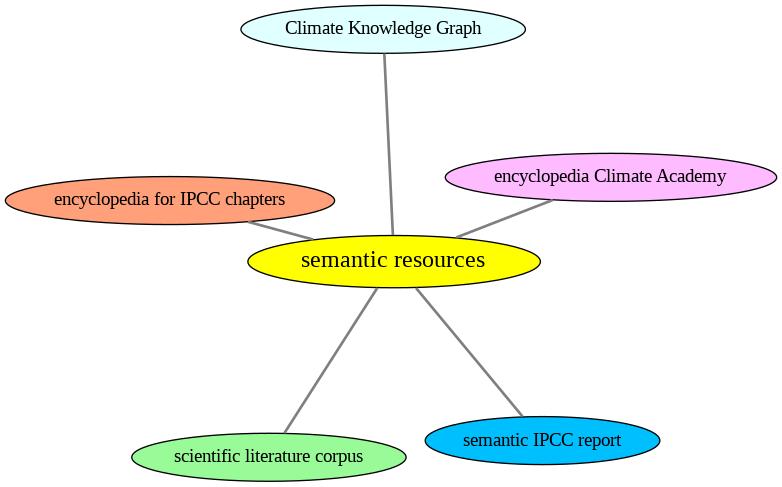 Climate Knowledge Graph
encyclopedia Climate Academy
encyclopedia for IPCC chapters
semantic resources
semantic IPCC report
scientific literature corpus